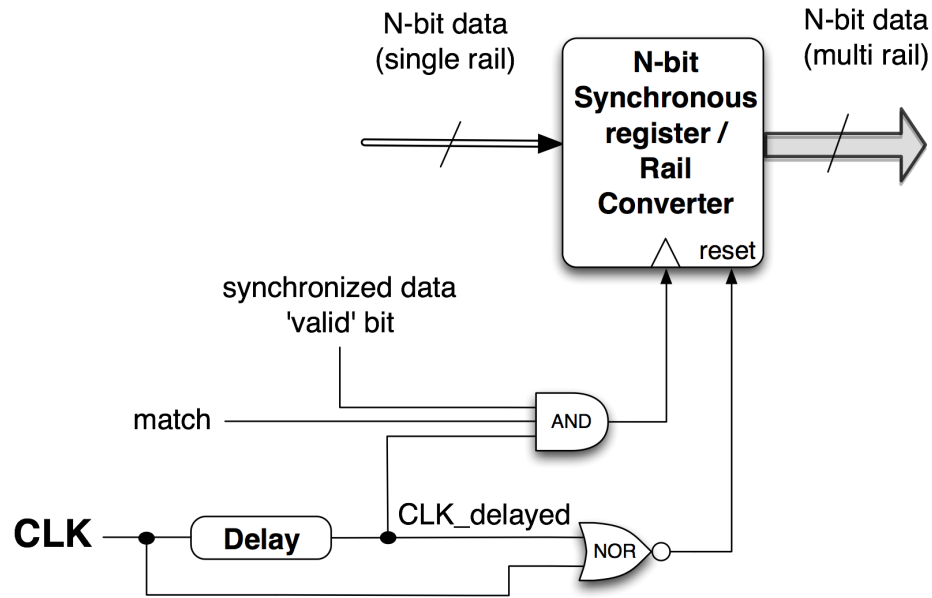 N-bit data
(single rail)
N-bit data
(multi rail)
N-bit
Synchronous
register /
Rail
Converter
reset
synchronized data
'valid' bit
match
AND
CLK
Delay
CLK_delayed
NOR